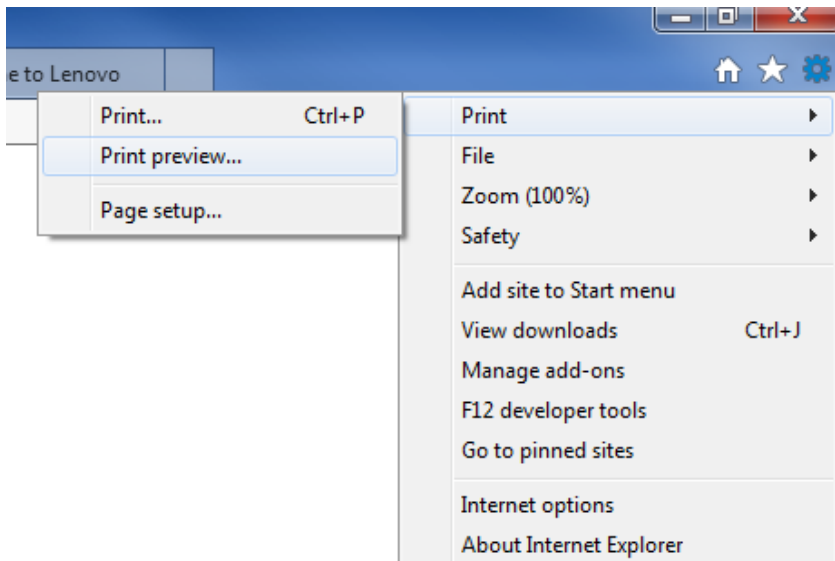 e to Lenovo
Print... Ctrl+P
Print preview...
Page setup...
Print
File
Zoom (100%)
Safety
Add site to Start menu
View downloads Ctrl+J
Manage add-ons
F12 developer tools
Go to pinned sites
Internet options
About Internet Explorer